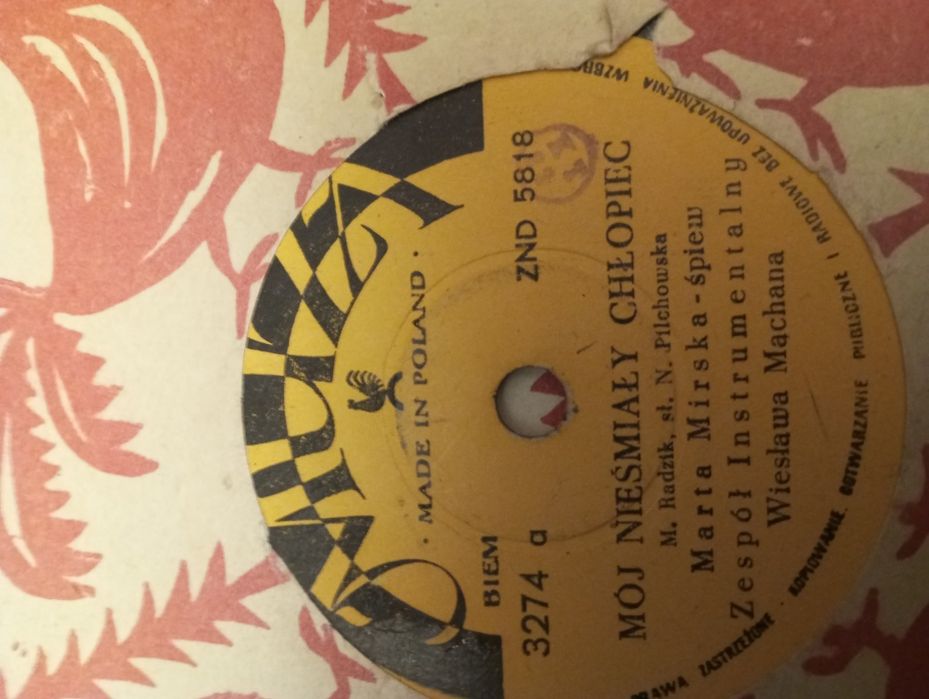 MUZA
· MADE IN POLAND ·
BIEM
3274 a
ZND 5818
MÓJ NIEŚMIAŁY CHŁOPIEC
M. Radzik, sł. N. Pilchowska
Marta Mirska-śpiew
Zespół Instrumentalny
Wiesława Machana
PRAWA ZASTRZEŻONE · KOPIOWANIE, ODTWARZANIE PUBLICZNE I RADIOWE BEZ UPOWAŻNIENIA WZBRO